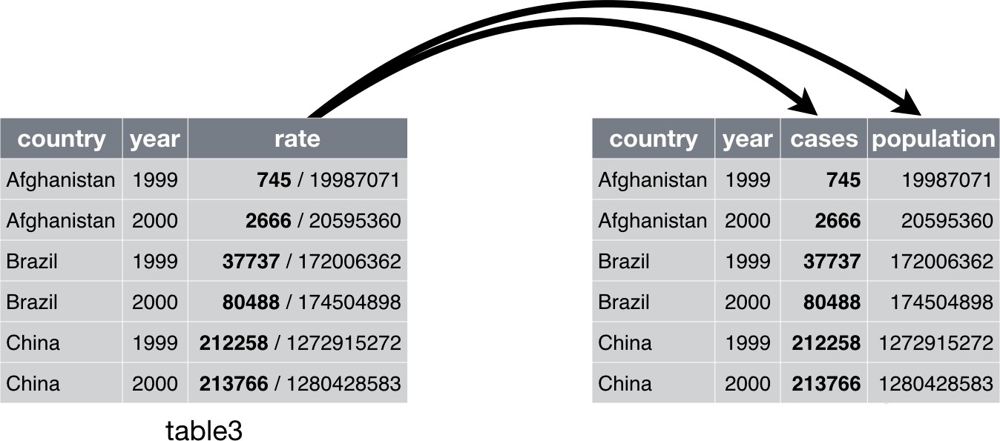 country year rate country year cases population
Afghanistan 1999 745 / 19987071 Afghanistan 1999 745 19987071
Afghanistan 2000 2666 / 20595360 Afghanistan 2000 2666 20595360
Brazil 1999 37737 / 172006362 Brazil 1999 37737 172006362
Brazil 2000 80488 / 174504898 Brazil 2000 80488 174504898
China 1999 212258 / 1272915272 China 1999 212258 1272915272
China 2000 213766 / 1280428583 China 2000 213766 1280428583
table3